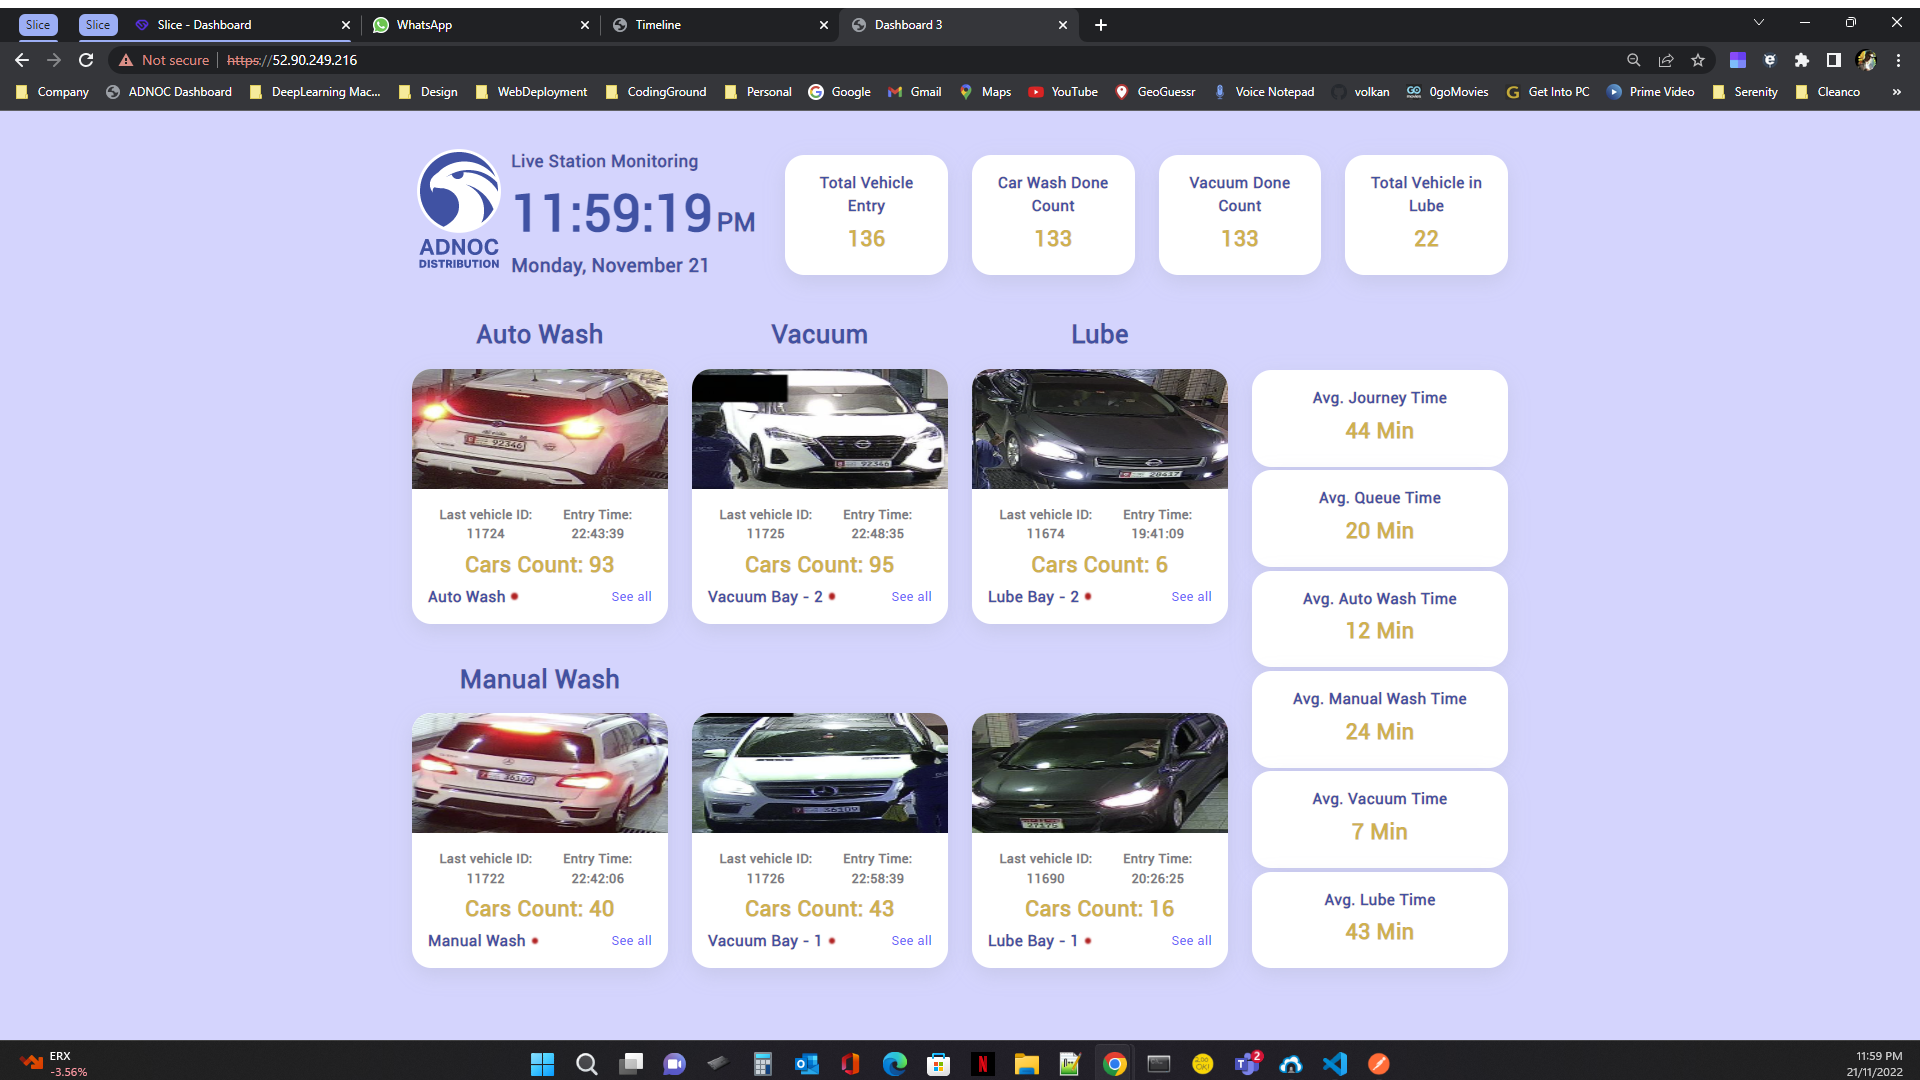 Slice
Slice
Slice - Dashboard
WhatsApp
Timeline
Dashboard 3
Not secure
https://52.90.249.216
Company
ADNOC Dashboard
DeepLearning Mac...
Design
WebDeployment
CodingGround
Personal
Google
Gmail
Maps
YouTube
GeoGuessr
Voice Notepad
volkan
0goMovies
Get Into PC
Prime Video
Serenity
Cleanco
»
ADNOC
DISTRIBUTION
Live Station Monitoring
11:59:19 PM
Monday, November 21
Total Vehicle
Entry
136
Car Wash Done
Count
133
Vacuum Done
Count
133
Total Vehicle in
Lube
22
Auto Wash
92346
Last vehicle ID:
11724
Entry Time:
22:43:39
Cars Count: 93
Auto Wash
See all
Vacuum
92346
Last vehicle ID:
11725
Entry Time:
22:48:35
Cars Count: 95
Vacuum Bay - 2
See all
Lube
Last vehicle ID:
11674
Entry Time:
19:41:09
Cars Count: 6
Lube Bay - 2
See all
Manual Wash
36109
Last vehicle ID:
11722
Entry Time:
22:42:06
Cars Count: 40
Manual Wash
See all
36109
Last vehicle ID:
11726
Entry Time:
22:58:39
Cars Count: 43
Vacuum Bay - 1
See all
27175
Last vehicle ID:
11690
Entry Time:
20:26:25
Cars Count: 16
Lube Bay - 1
See all
Avg. Journey Time
44 Min
Avg. Queue Time
20 Min
Avg. Auto Wash Time
12 Min
Avg. Manual Wash Time
24 Min
Avg. Vacuum Time
7 Min
Avg. Lube Time
43 Min
ERX
-3.56%
2
11:59 PM
21/11/2022